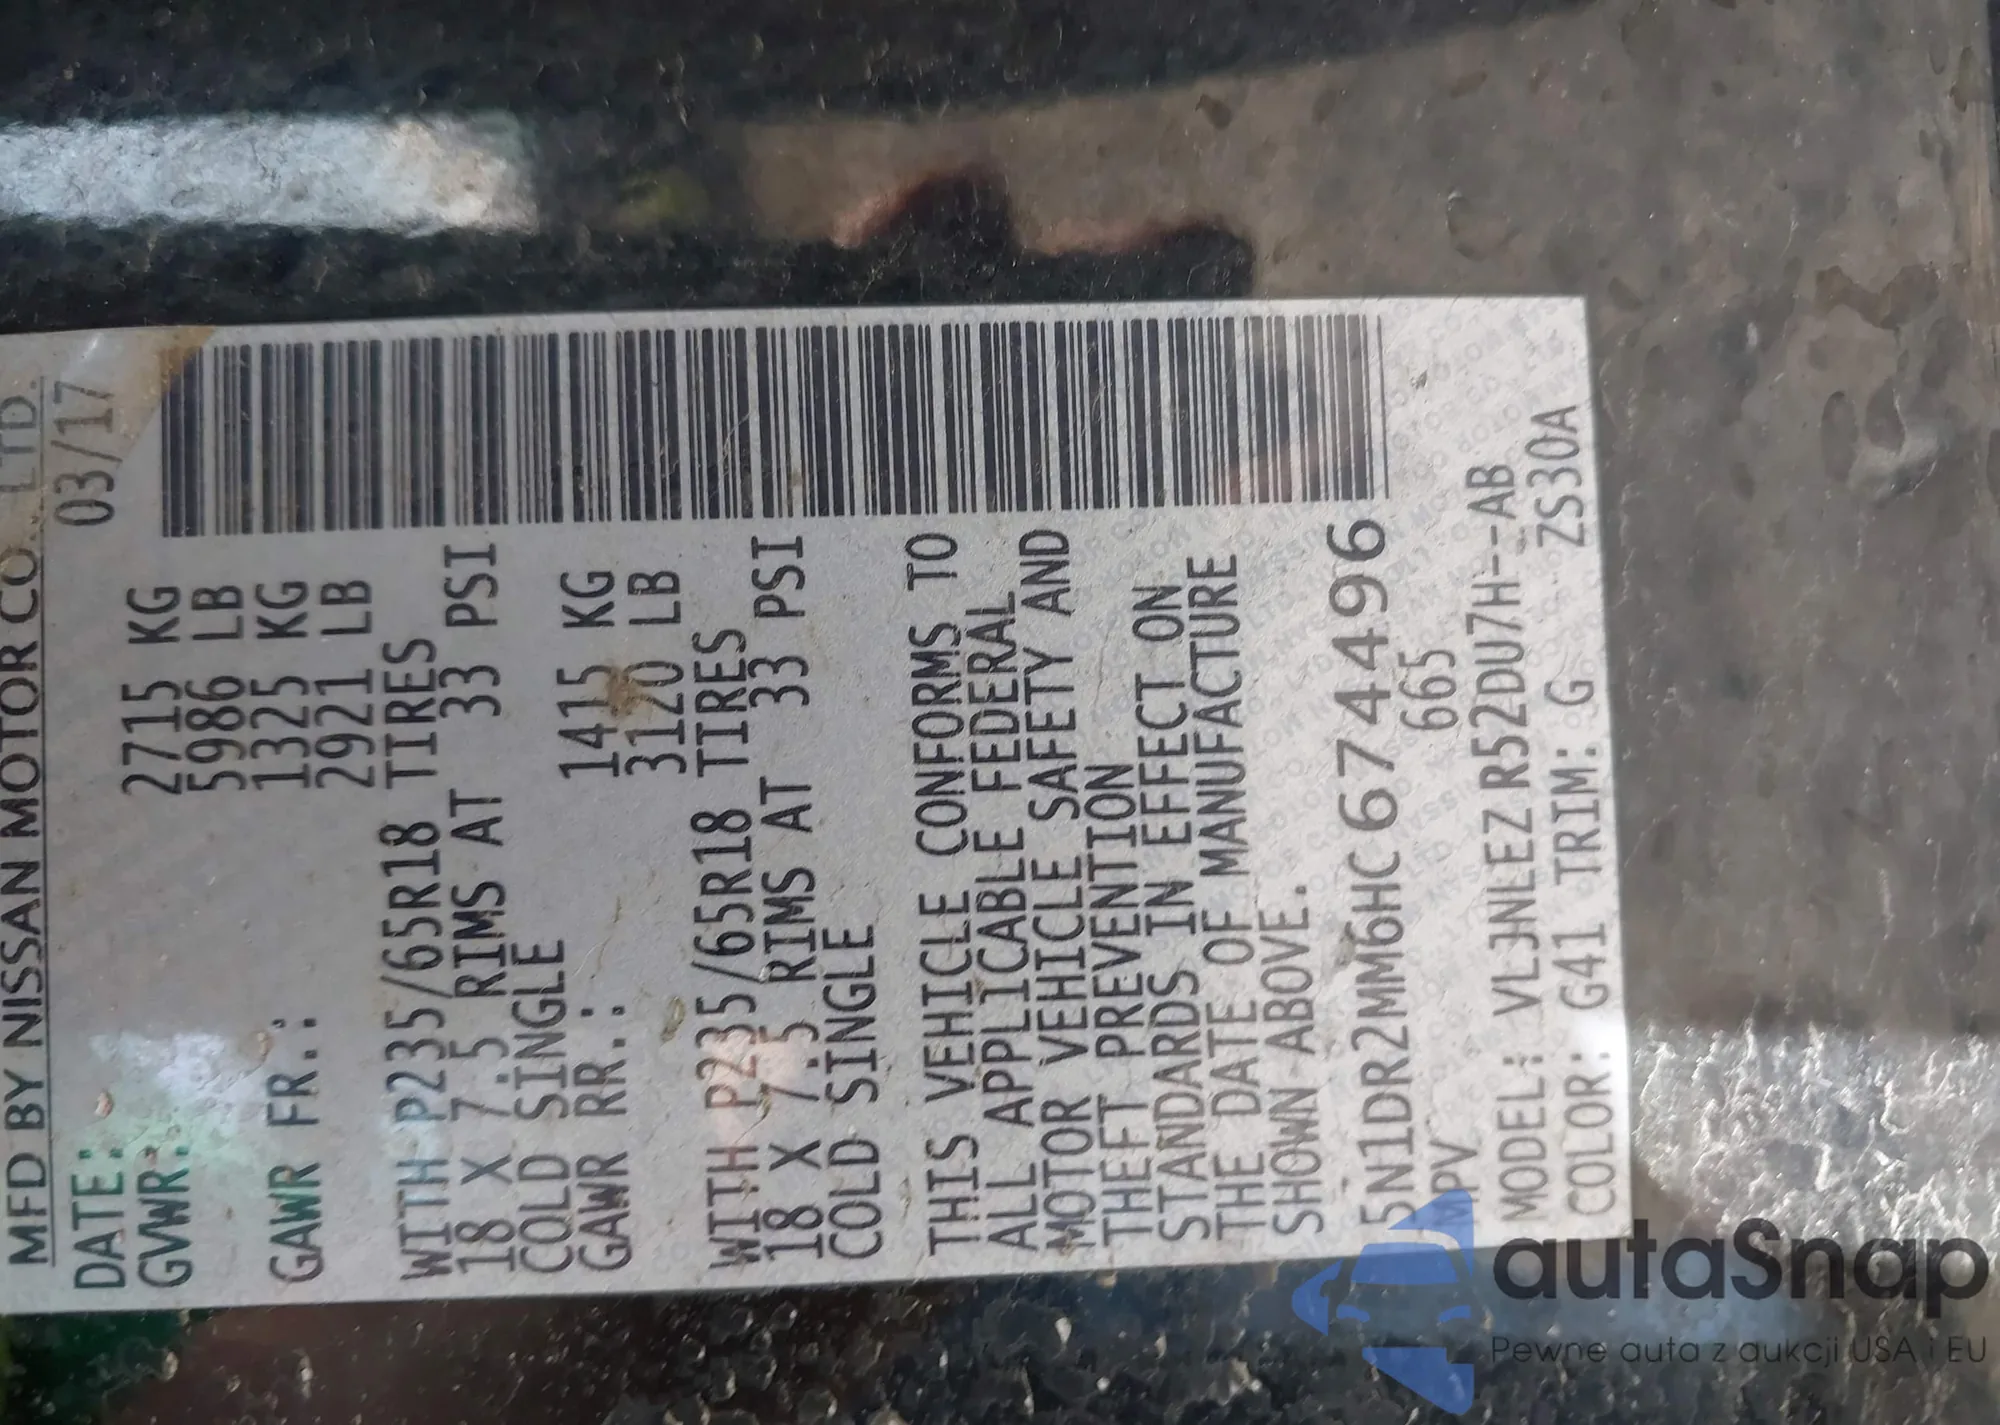 MFD BY NISSAN MOTOR CO., LTD.
DATE: 03/17
GVWR: 2715 KG
5986 LB
GAWR FR.: 1325 KG
2921 LB
WITH P235/65R18 TIRES
18 X 7.5 RIMS AT 33 PSI
COLD SINGLE
GAWR RR.: 1415 KG
3120 LB
WITH P235/65R18 TIRES
18 X 7.5 RIMS AT 33 PSI
COLD SINGLE
THIS VEHICLE CONFORMS TO
ALL APPLICABLE FEDERAL
MOTOR VEHICLE SAFETY AND
THEFT PREVENTION
STANDARDS IN EFFECT ON
THE DATE OF MANUFACTURE
SHOWN ABOVE.
5N1DR2MM6HC674496
MPV 665
MODEL: VL3NLEZ R52DU7H--AB
COLOR: G41 TRIM: G ZS30A
autaSnap
Pewne auta z aukcji USA i EU